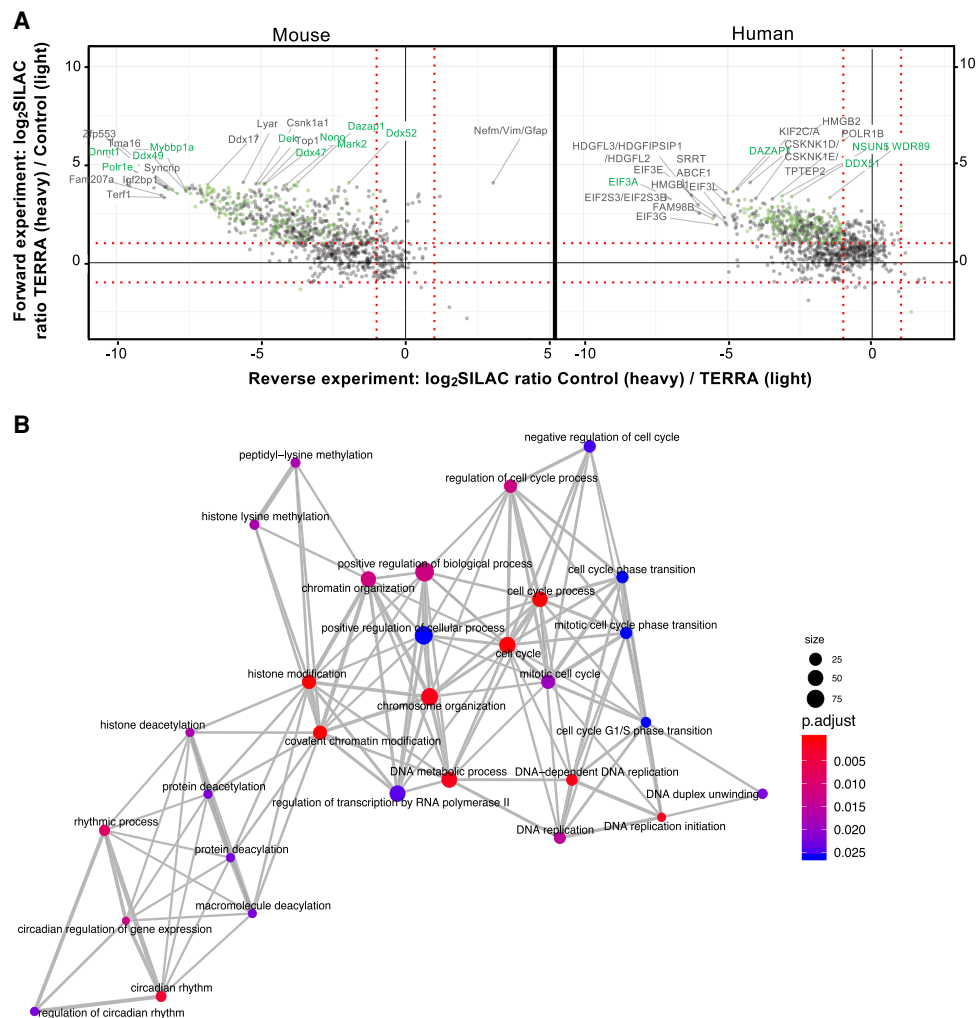 A
Mouse
Human
Forward experiment: log2SILAC
ratio TERRA (heavy) / Control (light)
10
5
0
10
5
0
Zfp553
Tma16
Dnmt1
Mybbp1a
Ddx49
Polr1e
Syncrip
Fam207a
Igf2bp1
Terf1
Ddx17
Lyar
Csnk1a1
Dek
Top1
Nono
Ddx47
Mark2
Dazap1
Ddx52
Nefm/Vim/Gfap
HDGFL3/HDGFIPSIP1
/HDGFL2
SRRT
EIF3E
ABCF1
EIF3A
HMGB1
EIF3L
EIF2S3/EIF2S3B
FAM98B
EIF3G
HMGB2
KIF2C/A
POLR1B
CSKNK1D/
DAZAP1
CSKNK1E/
TPTEP2
NSUN5
WDR89
DDX51
-10
-5
0
5
-10
-5
0
Reverse experiment: log2SILAC ratio Control (heavy) / TERRA (light)
B
negative regulation of cell cycle
peptidyl−lysine methylation
regulation of cell cycle process
histone lysine methylation
positive regulation of biological process
cell cycle phase transition
chromatin organization
cell cycle process
positive regulation of cellular process
mitotic cell cycle phase transition
cell cycle
histone modification
mitotic cell cycle
chromosome organization
histone deacetylation
cell cycle G1/S phase transition
covalent chromatin modification
DNA metabolic process
DNA−dependent DNA replication
protein deacetylation
DNA duplex unwinding
regulation of transcription by RNA polymerase II
rhythmic process
DNA replication
DNA replication initiation
protein deacylation
macromolecule deacylation
circadian regulation of gene expression
circadian rhythm
regulation of circadian rhythm
size
25
50
75
p.adjust
0.005
0.010
0.015
0.020
0.025